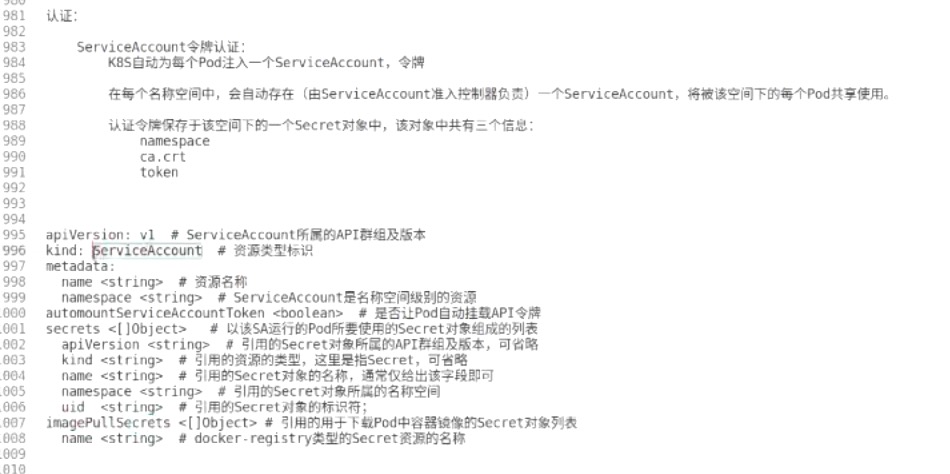 980
981 认证:
982
983 ServiceAccount令牌认证:
984 K8S自动为每个Pod注入一个ServiceAccount, 令牌
985
986 在每个名称空间中, 会自动存在(由ServiceAccount准入控制器负责)一个ServiceAccount, 将被该空间下的每个Pod共享使用。
987
988 认证令牌保存于该空间下的一个Secret对象中, 该对象中共有三个信息:
989 namespace
990 ca.crt
991 token
992
993
994
995 apiVersion: v1 # ServiceAccount所属的API群组及版本
996 kind: ServiceAccount # 资源类型标识
997 metadata:
998 name <string> # 资源名称
999 namespace <string> # ServiceAccount是名称空间级别的资源
000 automountServiceAccountToken <boolean> # 是否让Pod自动挂载API令牌
001 secrets <[]Object> # 以该SA运行的Pod所要使用的Secret对象组成的列表
002 apiVersion <string> # 引用的Secret对象所属的API群组及版本, 可省略
003 kind <string> # 引用的资源的类型, 这里是指Secret, 可省略
004 name <string> # 引用的Secret对象的名称, 通常仅给出该字段即可
005 namespace <string> # 引用的Secret对象所属的名称空间
006 uid <string> # 引用的Secret对象的标识符;
007 imagePullSecrets <[]Object> # 引用的用于下载Pod中容器镜像的Secret对象列表
008 name <string> # docker-registry类型的Secret资源的名称
009
010